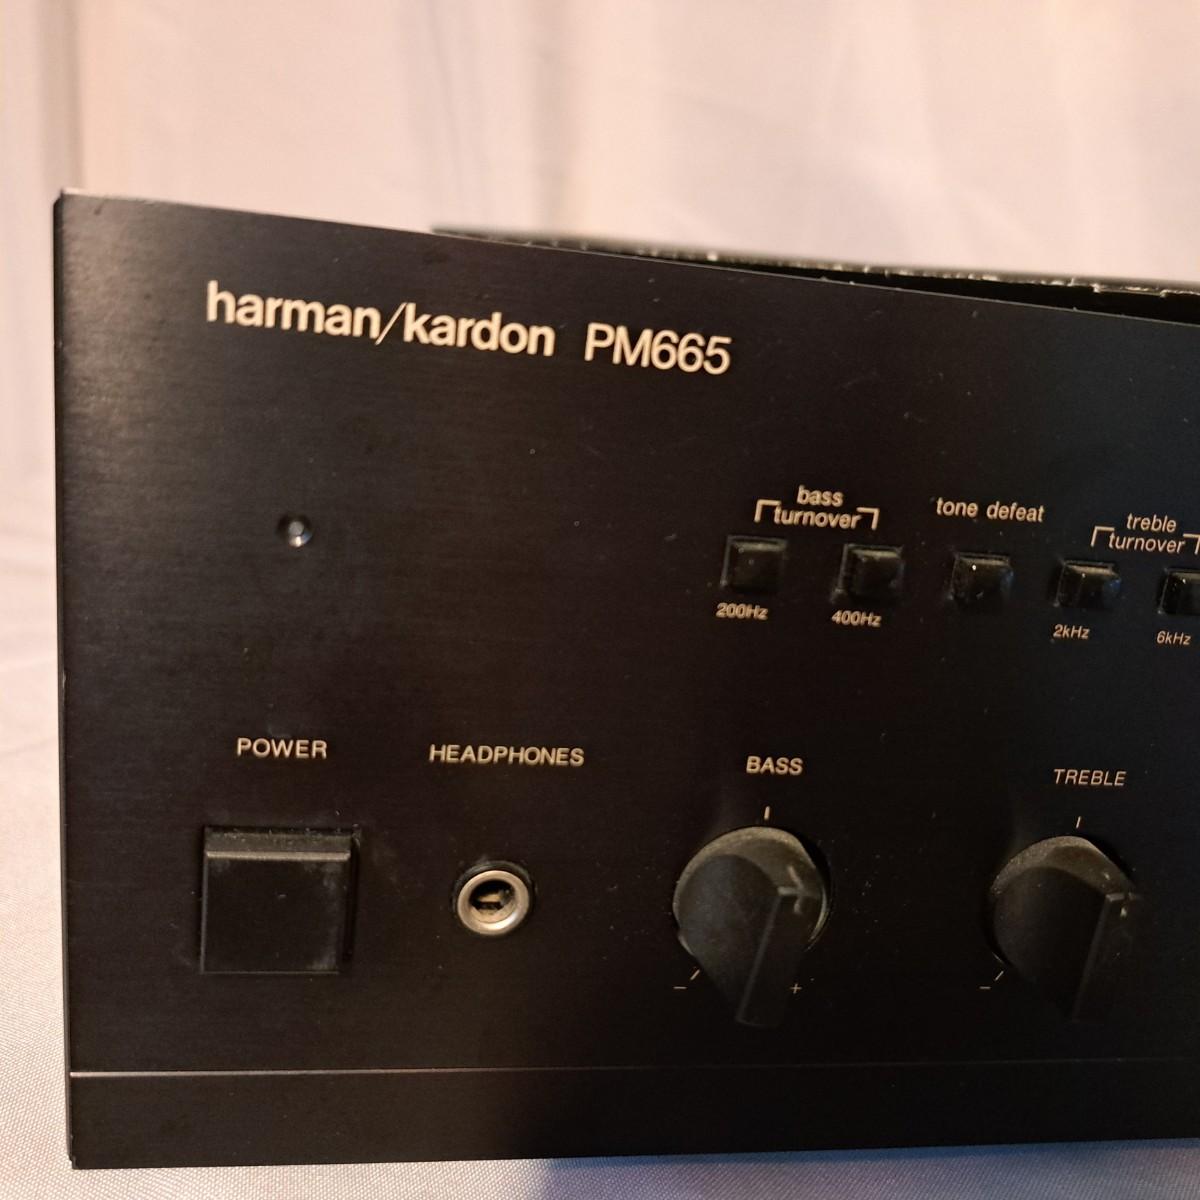 harman/kardon PM665
bass
turnover
tone defeat
treble
turnover
200Hz
400Hz
2kHz
6kHz
POWER
HEADPHONES
BASS
TREBLE
− +
−